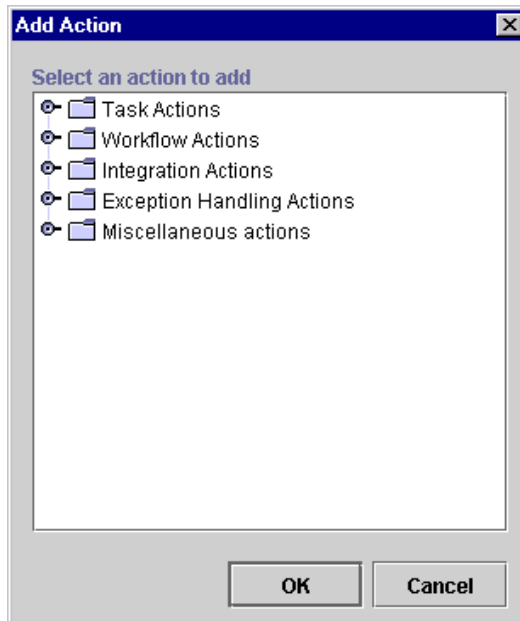 Add Action
Select an action to add
Task Actions
Workflow Actions
Integration Actions
Exception Handling Actions
Miscellaneous actions
OK Cancel